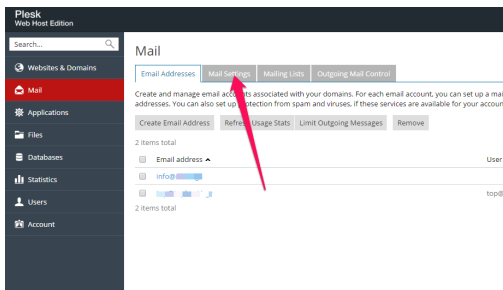 Plesk
Web Host Edition
Search...
Websites & Domains
Mail
Applications
Files
Databases
Statistics
Users
Account
Mail
Email Addresses Mail Settings Mailing Lists Outgoing Mail Control
Create and manage email accounts associated with your domains. For each email account, you can set up a mai
addresses. You can also set up protection from spam and viruses, if these services are available for your accoun
Create Email Address Refresh Usage Stats Limit Outgoing Messages Remove
2 items total
Email address User
info@
top@
2 items total